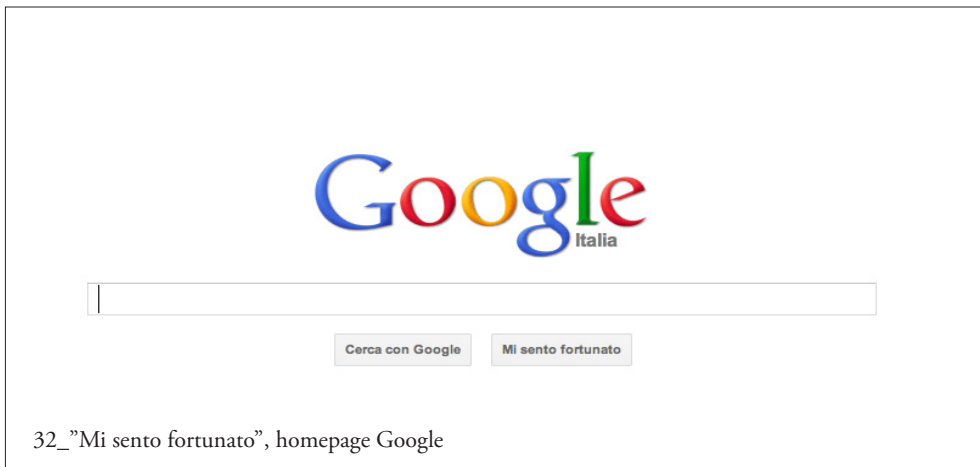 Google
Italia
Cerca con Google Mi sento fortunato
32_”Mi sento fortunato”, homepage Google